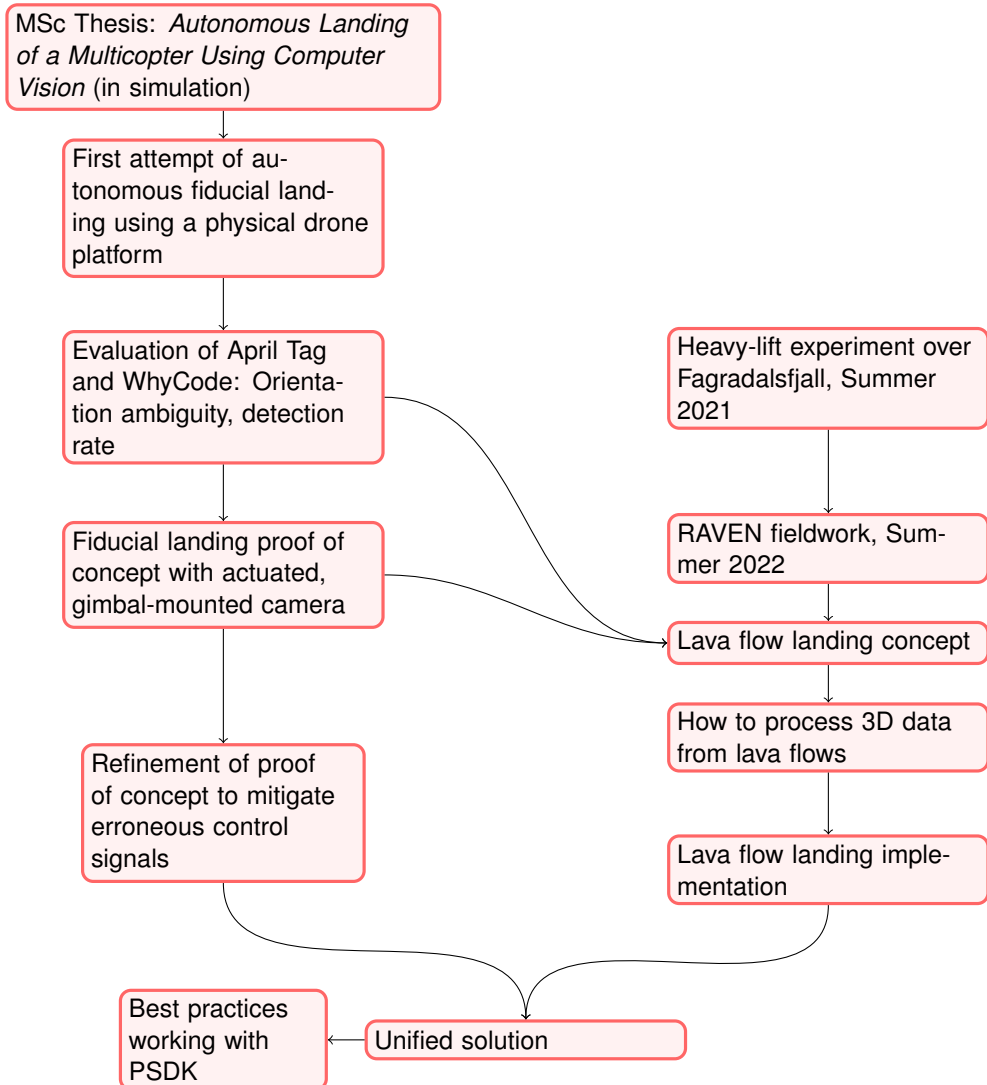 MSc Thesis: Autonomous Landing
of a Multicopter Using Computer
Vision (in simulation)
First attempt of au-
tonomous fiducial land-
ing using a physical drone
platform
Evaluation of April Tag
and WhyCode: Orienta-
tion ambiguity, detection
rate
Fiducial landing proof of
concept with actuated,
gimbal-mounted camera
Refinement of proof
of concept to mitigate
erroneous control
signals
Heavy-lift experiment over
Fagradalsfjall, Summer
2021
RAVEN fieldwork, Sum-
mer 2022
Lava flow landing concept
How to process 3D data
from lava flows
Lava flow landing imple-
mentation
Unified solution
Best practices
working with
PSDK